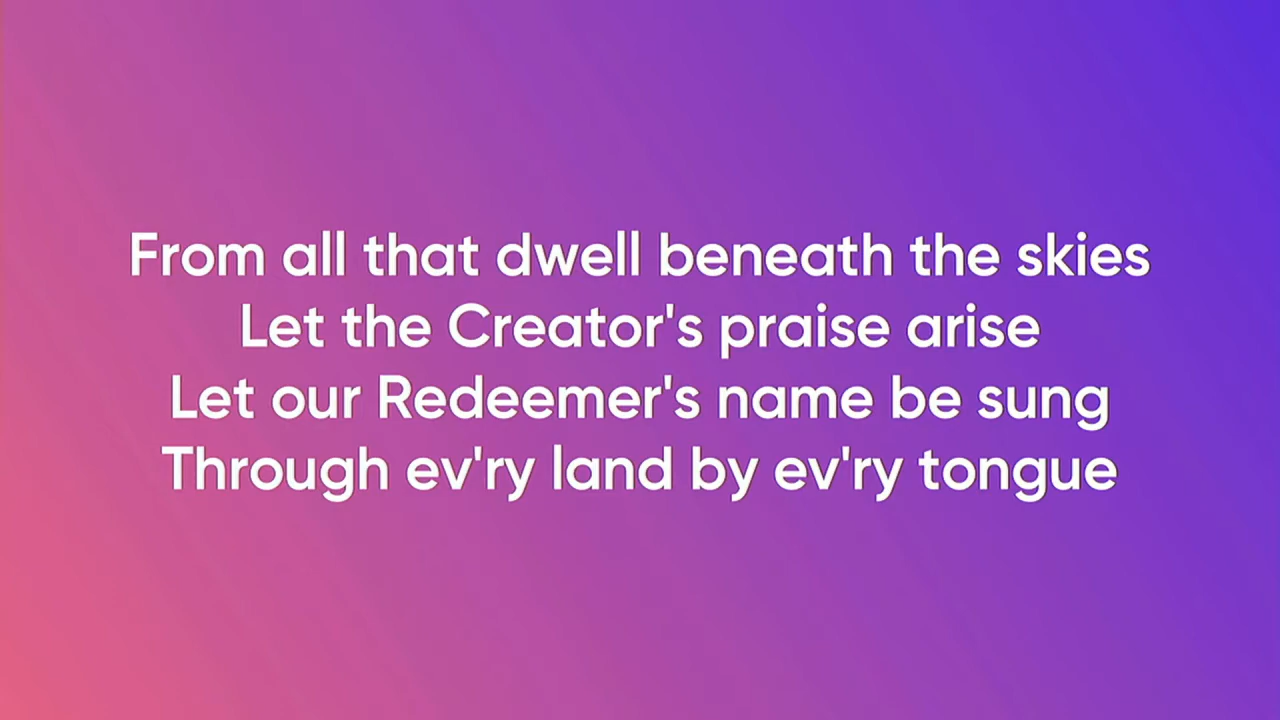 From all that dwell beneath the skies
Let the Creator's praise arise
Let our Redeemer's name be sung
Through ev'ry land by ev'ry tongue